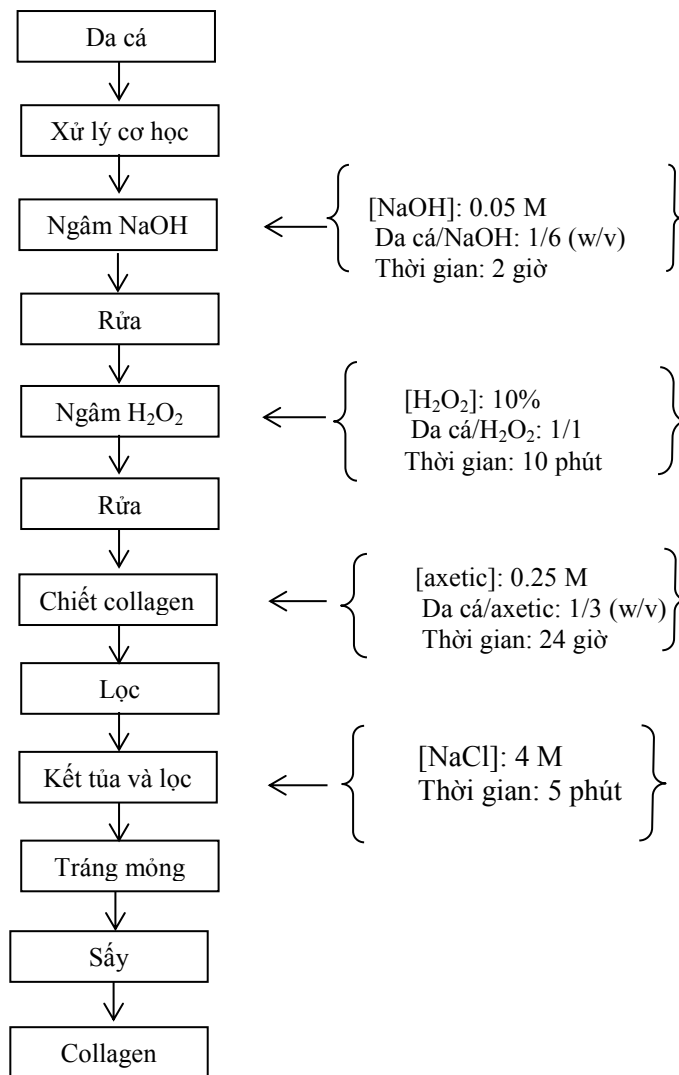 Da cá
Xử lý cơ học
Ngâm NaOH
[NaOH]: 0.05 M
Da cá/NaOH: 1/6 (w/v)
Thời gian: 2 giờ
Rửa
Ngâm H₂O₂
[H₂O₂]: 10%
Da cá/H₂O₂: 1/1
Thời gian: 10 phút
Rửa
Chiết collagen
[axetic]: 0.25 M
Da cá/axetic: 1/3 (w/v)
Thời gian: 24 giờ
Lọc
Kết tủa và lọc
[NaCl]: 4 M
Thời gian: 5 phút
Tráng mỏng
Sấy
Collagen